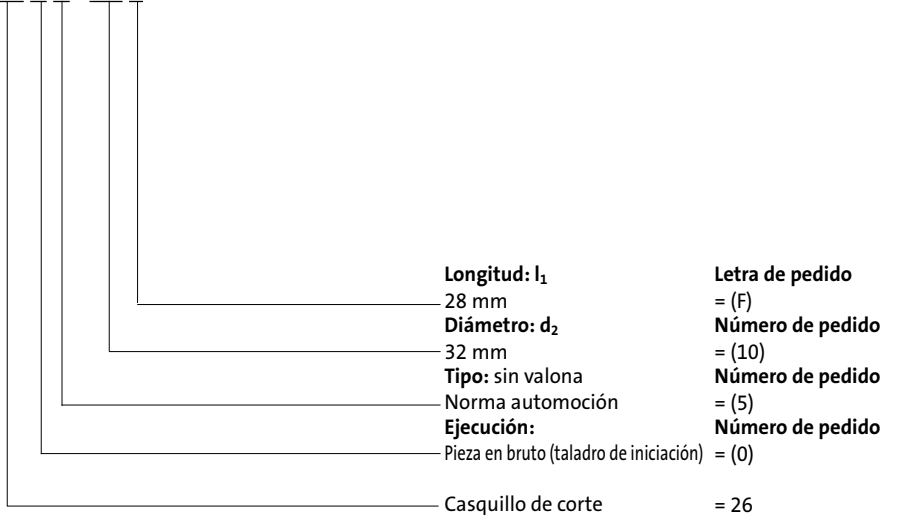 Longitud: l₁ Letra de pedido
28 mm = (F)
Diámetro: d₂ Número de pedido
32 mm = (10)
Tipo: sin valona Número de pedido
Norma automoción = (5)
Ejecución: Número de pedido
Pieza en bruto (taladro de iniciación) = (0)
Casquillo de corte = 26